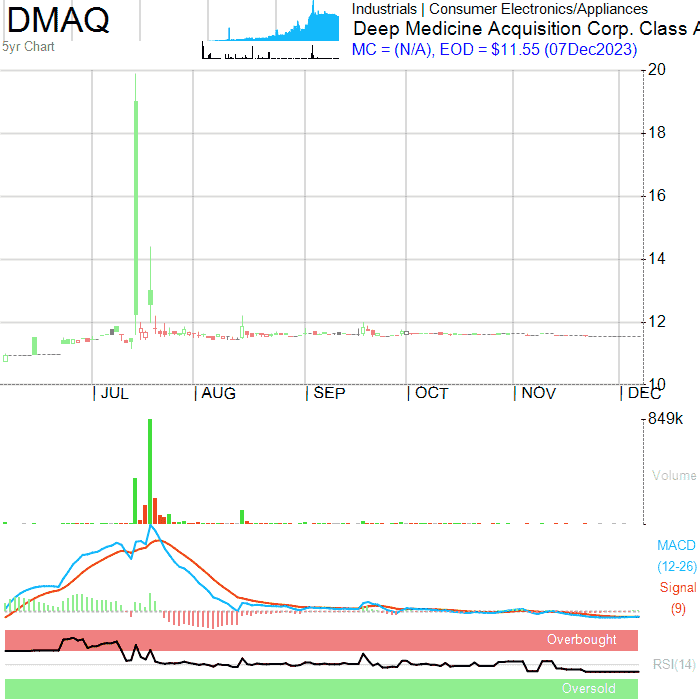 DMAQ
5yr Chart
Industrials | Consumer Electronics/Appliances
Deep Medicine Acquisition Corp. Class A
MC = (N/A), EOD = $11.55 (07Dec2023)
20
18
16
14
12
10
JUL AUG SEP OCT NOV DEC
849k
Volume
MACD
(12-26)
Signal
(9)
Overbought
RSI(14)
Oversold